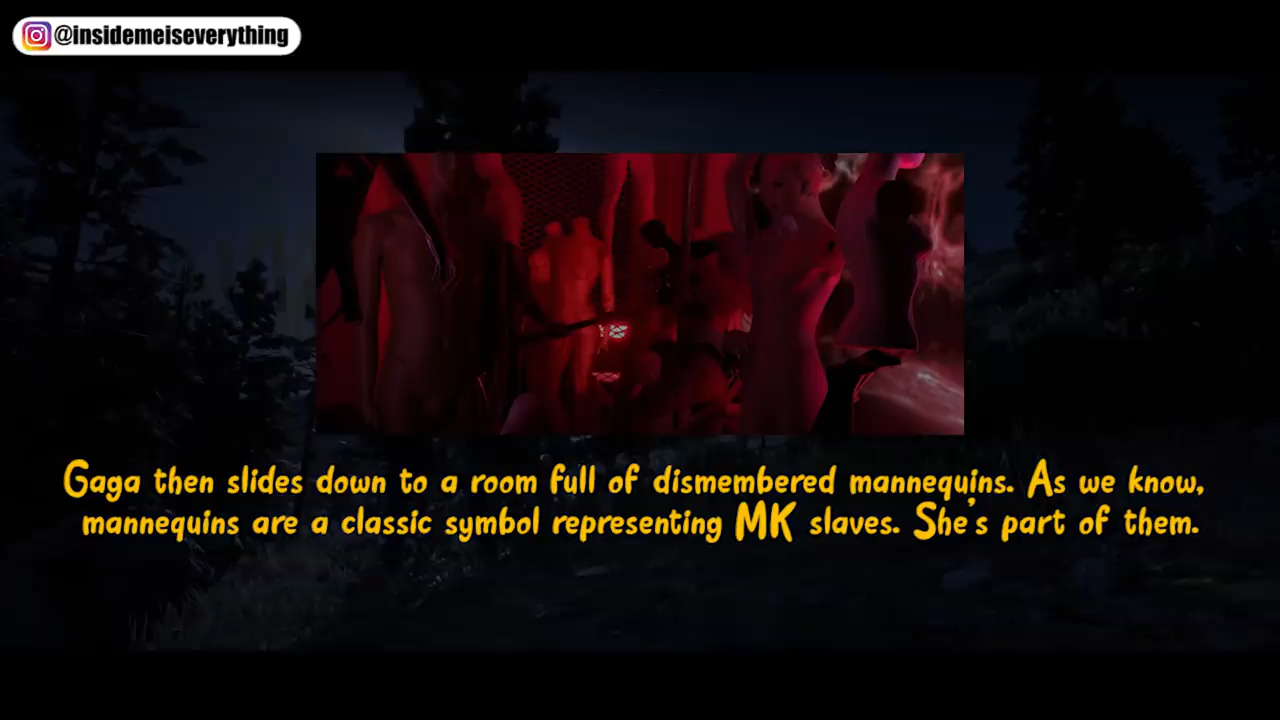 @insidemeiseverything
Gaga then slides down to a room full of dismembered mannequins. As we know,
mannequins are a classic symbol representing MK slaves. She's part of them.